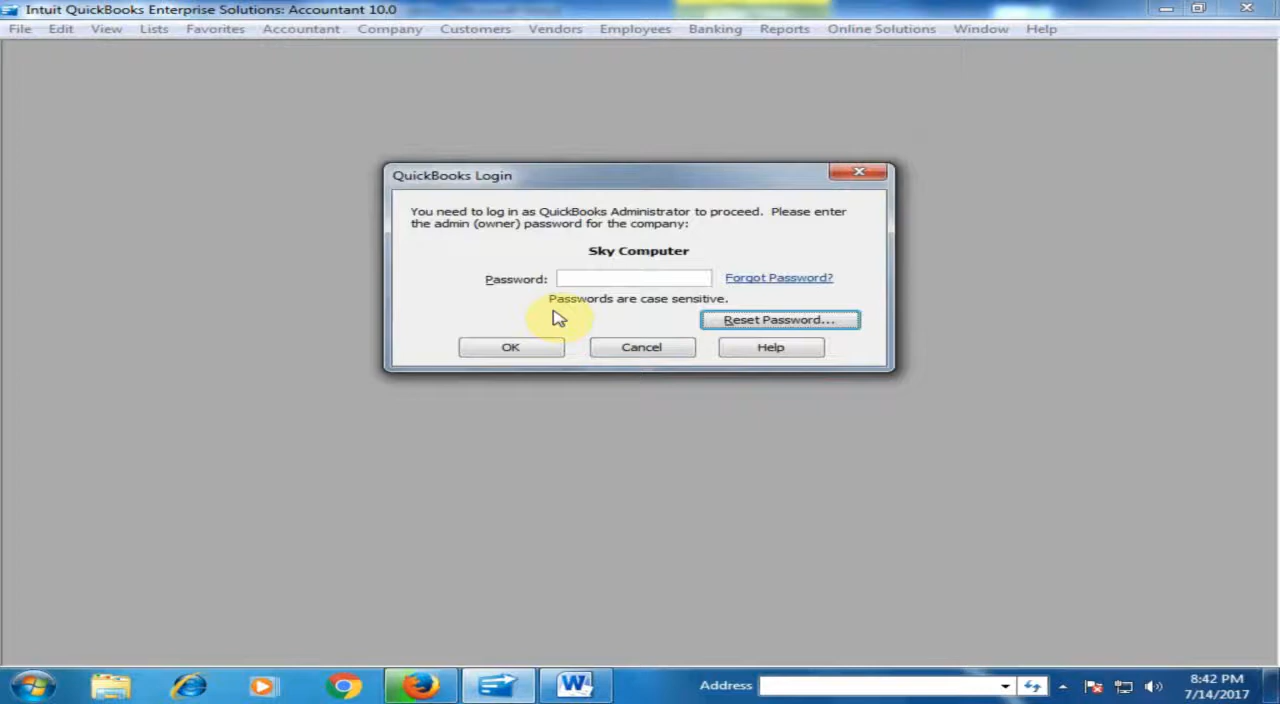 Intuit QuickBooks Enterprise Solutions: Accountant 10.0
File Edit View Lists Favorites Accountant Company Customers Vendors Employees Banking Reports Online Solutions Window Help
QuickBooks Login
You need to log in as QuickBooks Administrator to proceed. Please enter
the admin (owner) password for the company:
Sky Computer
Password: Forgot Password?
Passwords are case sensitive.
Reset Password...
OK Cancel Help
Address
8:42 PM
7/14/2017